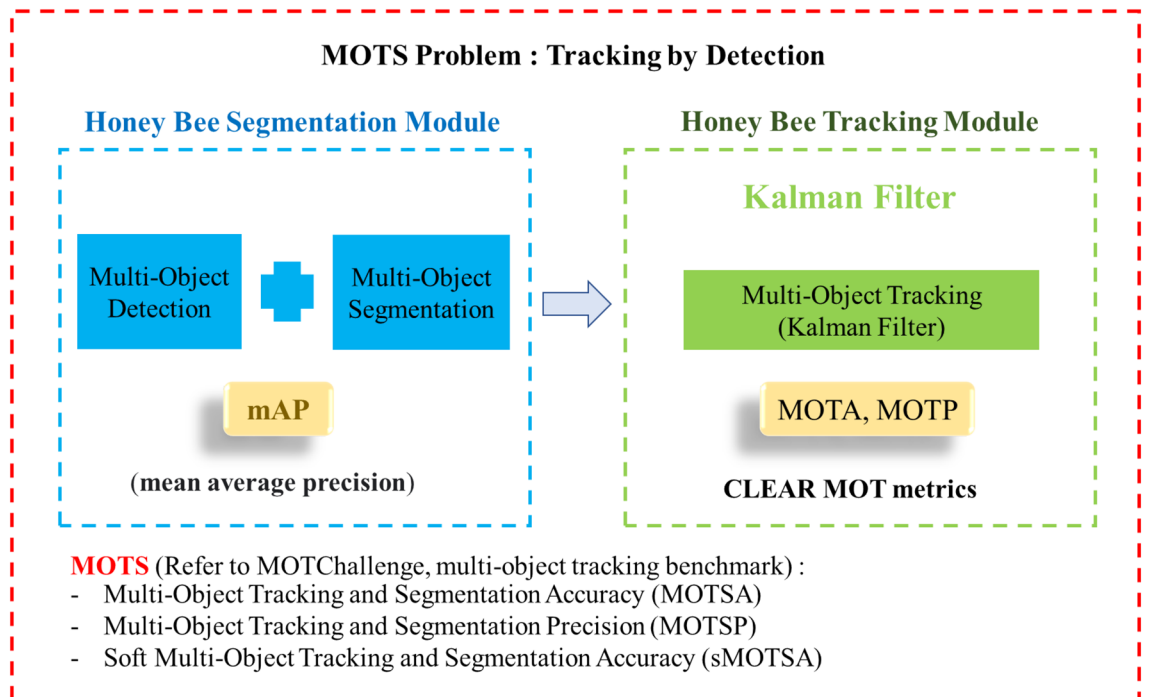 MOTS Problem : Tracking by Detection
Honey Bee Segmentation Module
Multi-Object
Detection
Multi-Object
Segmentation
mAP
(mean average precision)
Honey Bee Tracking Module
Kalman Filter
Multi-Object Tracking
(Kalman Filter)
MOTA, MOTP
CLEAR MOT metrics
MOTS (Refer to MOTChallenge, multi-object tracking benchmark) :
- Multi-Object Tracking and Segmentation Accuracy (MOTSA)
- Multi-Object Tracking and Segmentation Precision (MOTSP)
- Soft Multi-Object Tracking and Segmentation Accuracy (sMOTSA)